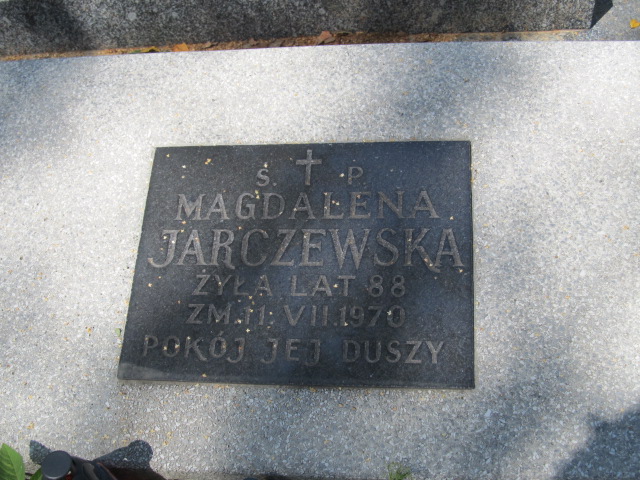 S † P
MAGDALENA
JARCZEWSKA
ŻYŁA LAT 88
ZM. 11. VII. 1970
POKÓJ JEJ DUSZY